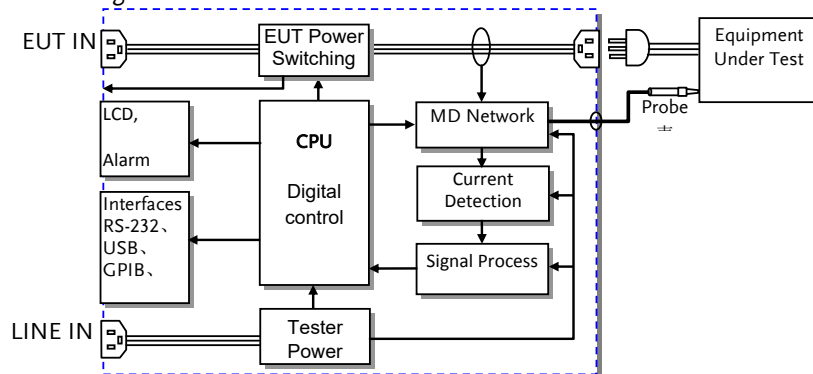 EUT IN
EUT Power
Switching
Equipment
Under Test
Probe
LCD,
Alarm
CPU
Digital
control
MD Network
Current
Detection
Interfaces
RS-232、
USB、
GPIB、
Signal Process
LINE IN
Tester
Power